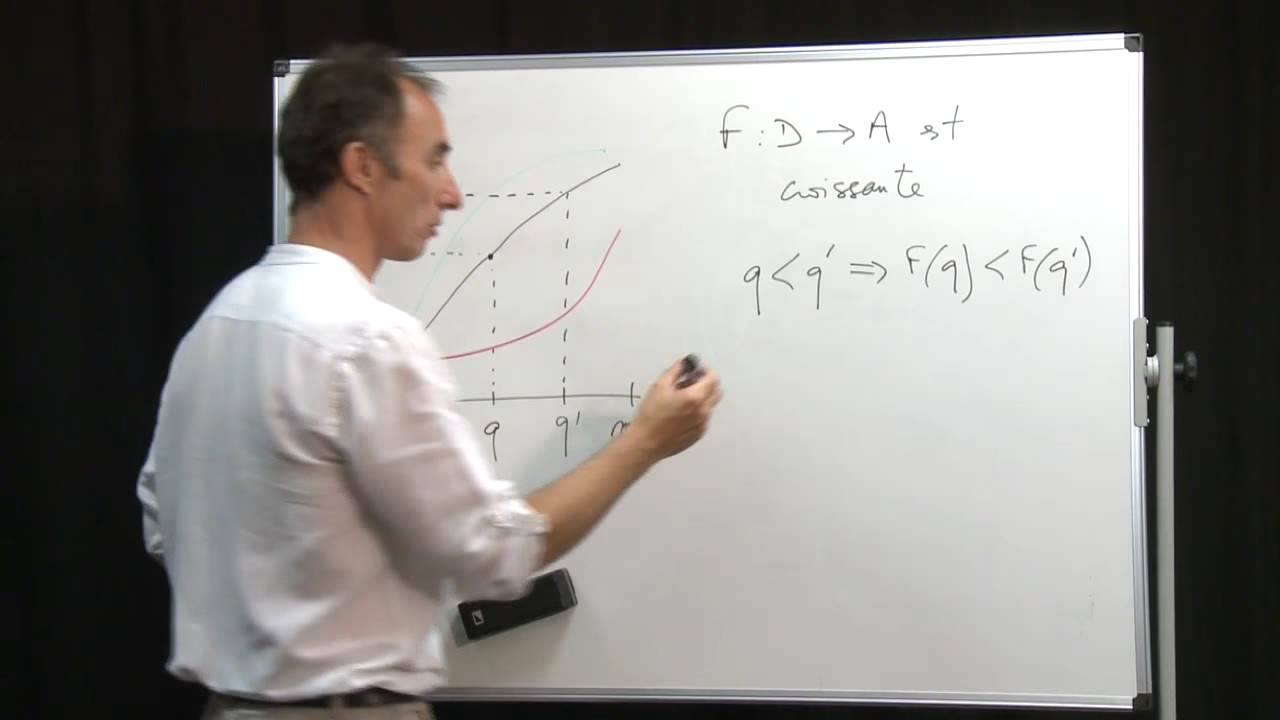 F : D → A est
croissante
q < q' ⇒ F(q) < F(q')
q q'